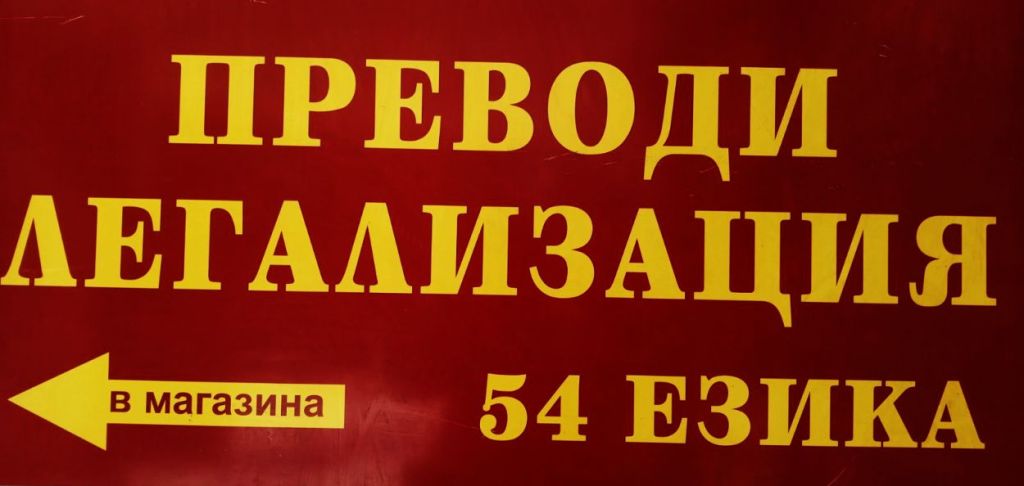 ПРЕВОДИ
ЛЕГАЛИЗАЦИЯ
в магазина
54 ЕЗИКА